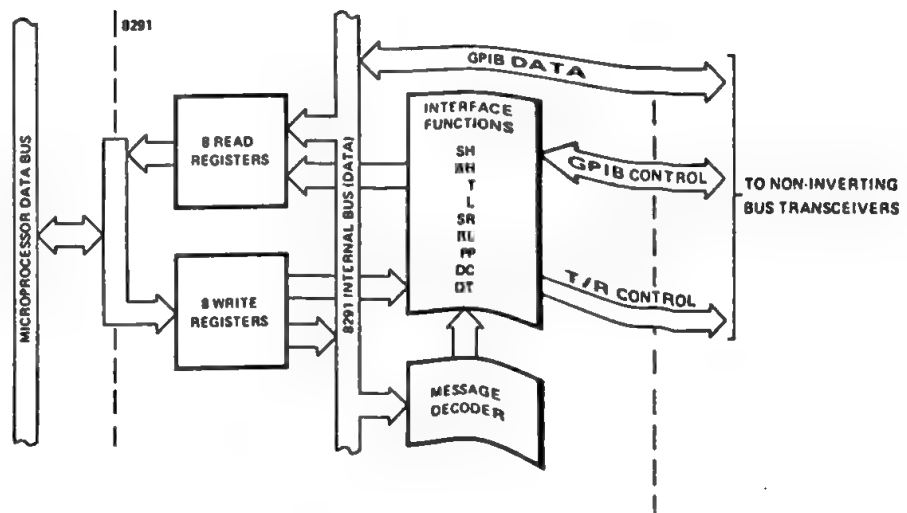 8291
MICROPROCESSOR DATA BUS
8 READ
REGISTERS
8 WRITE
REGISTERS
8291 INTERNAL BUS (DATA)
GPIB DATA
INTERFACE
FUNCTIONS
SH
AH
T
L
SR
RL
PP
DC
DT
MESSAGE
DECODER
GPIB CONTROL
T/R CONTROL
TO NON-INVERTING
BUS TRANSCEIVERS